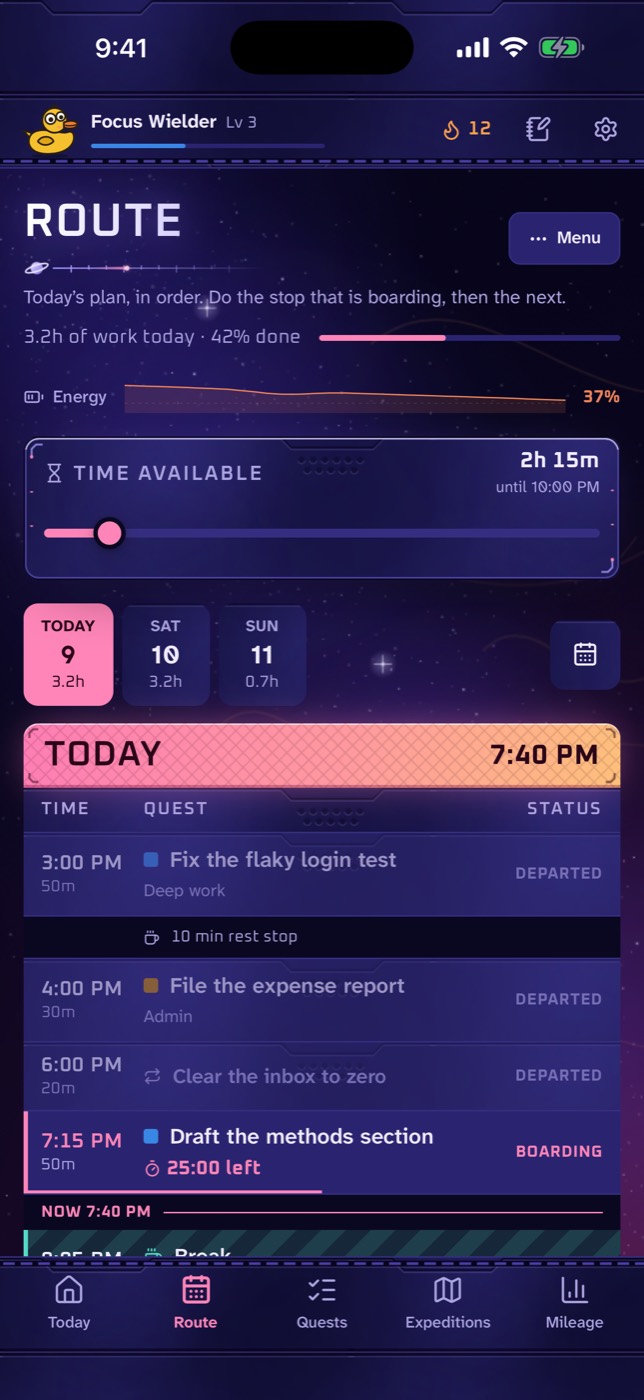 9:41
Focus Wielder Lv 3
12
ROUTE
Menu
Today's plan, in order. Do the stop that is boarding, then the next.
3.2h of work today · 42% done
Energy 37%
TIME AVAILABLE
2h 15m
until 10:00 PM
TODAY
9
3.2h
SAT
10
3.2h
SUN
11
0.7h
TODAY 7:40 PM
TIME QUEST STATUS
3:00 PM Fix the flaky login test DEPARTED
50m Deep work
10 min rest stop
4:00 PM File the expense report DEPARTED
30m Admin
6:00 PM Clear the inbox to zero DEPARTED
20m
7:15 PM Draft the methods section BOARDING
50m 25:00 left
NOW 7:40 PM
Break
Today Route Quests Expeditions Mileage